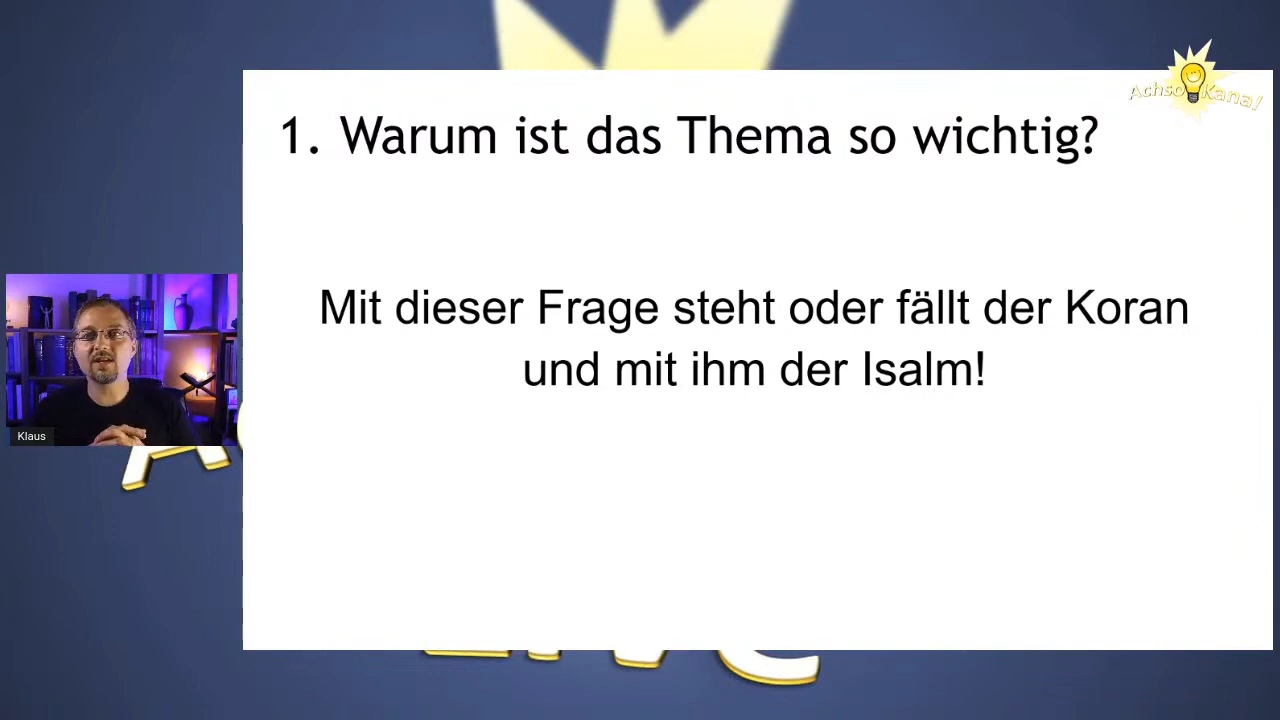 Achso Kanal
1. Warum ist das Thema so wichtig?
Mit dieser Frage steht oder fällt der Koran
und mit ihm der Isalm!
Klaus